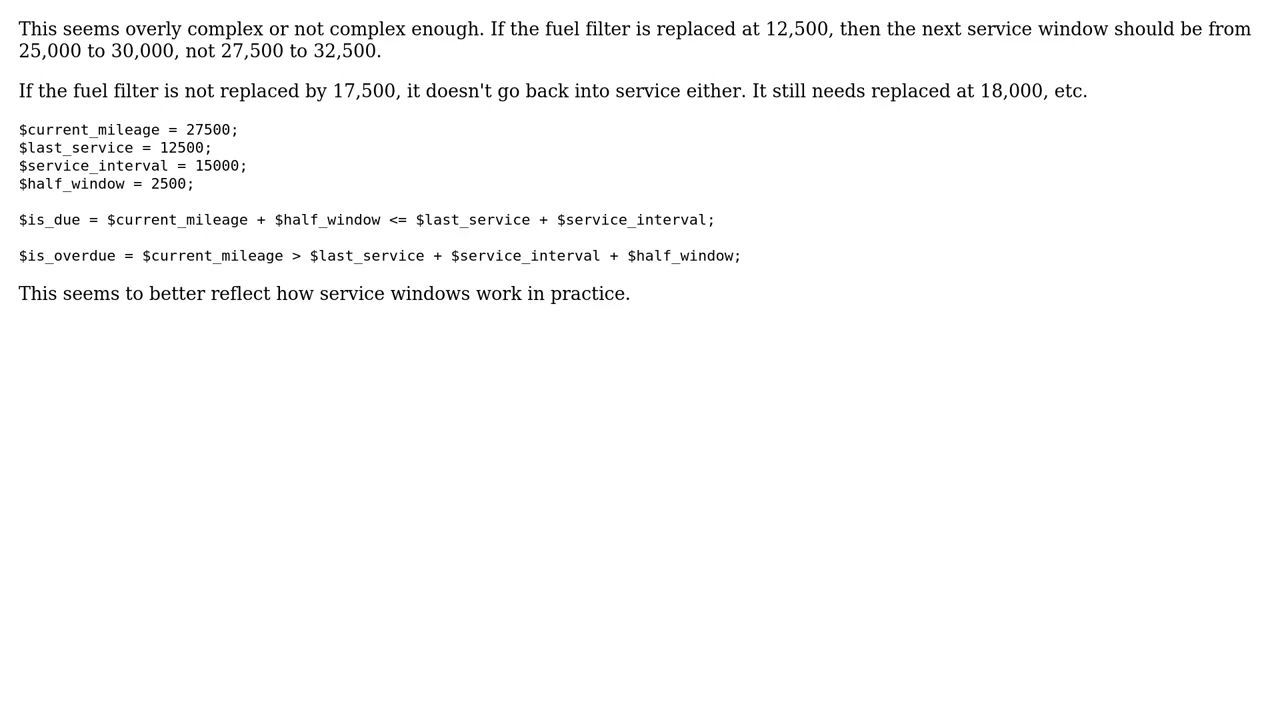 This seems overly complex or not complex enough. If the fuel filter is replaced at 12,500, then the next service window should be from
25,000 to 30,000, not 27,500 to 32,500.
If the fuel filter is not replaced by 17,500, it doesn't go back into service either. It still needs replaced at 18,000, etc.
$current_mileage = 27500;
$last_service = 12500;
$service_interval = 15000;
$half_window = 2500;
$is_due = $current_mileage + $half_window <= $last_service + $service_interval;
$is_overdue = $current_mileage > $last_service + $service_interval + $half_window;
This seems to better reflect how service windows work in practice.